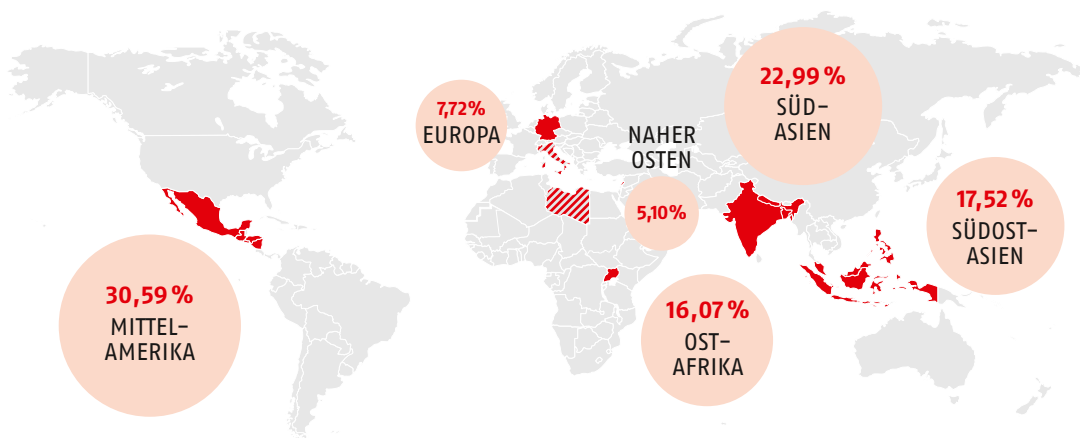 30,59 %
MITTEL-
AMERIKA
7,72%
EUROPA
NAHER
OSTEN
5,10%
22,99 %
SÜD-
ASIEN
17,52 %
SÜDOST-
ASIEN
16,07 %
OST-
AFRIKA